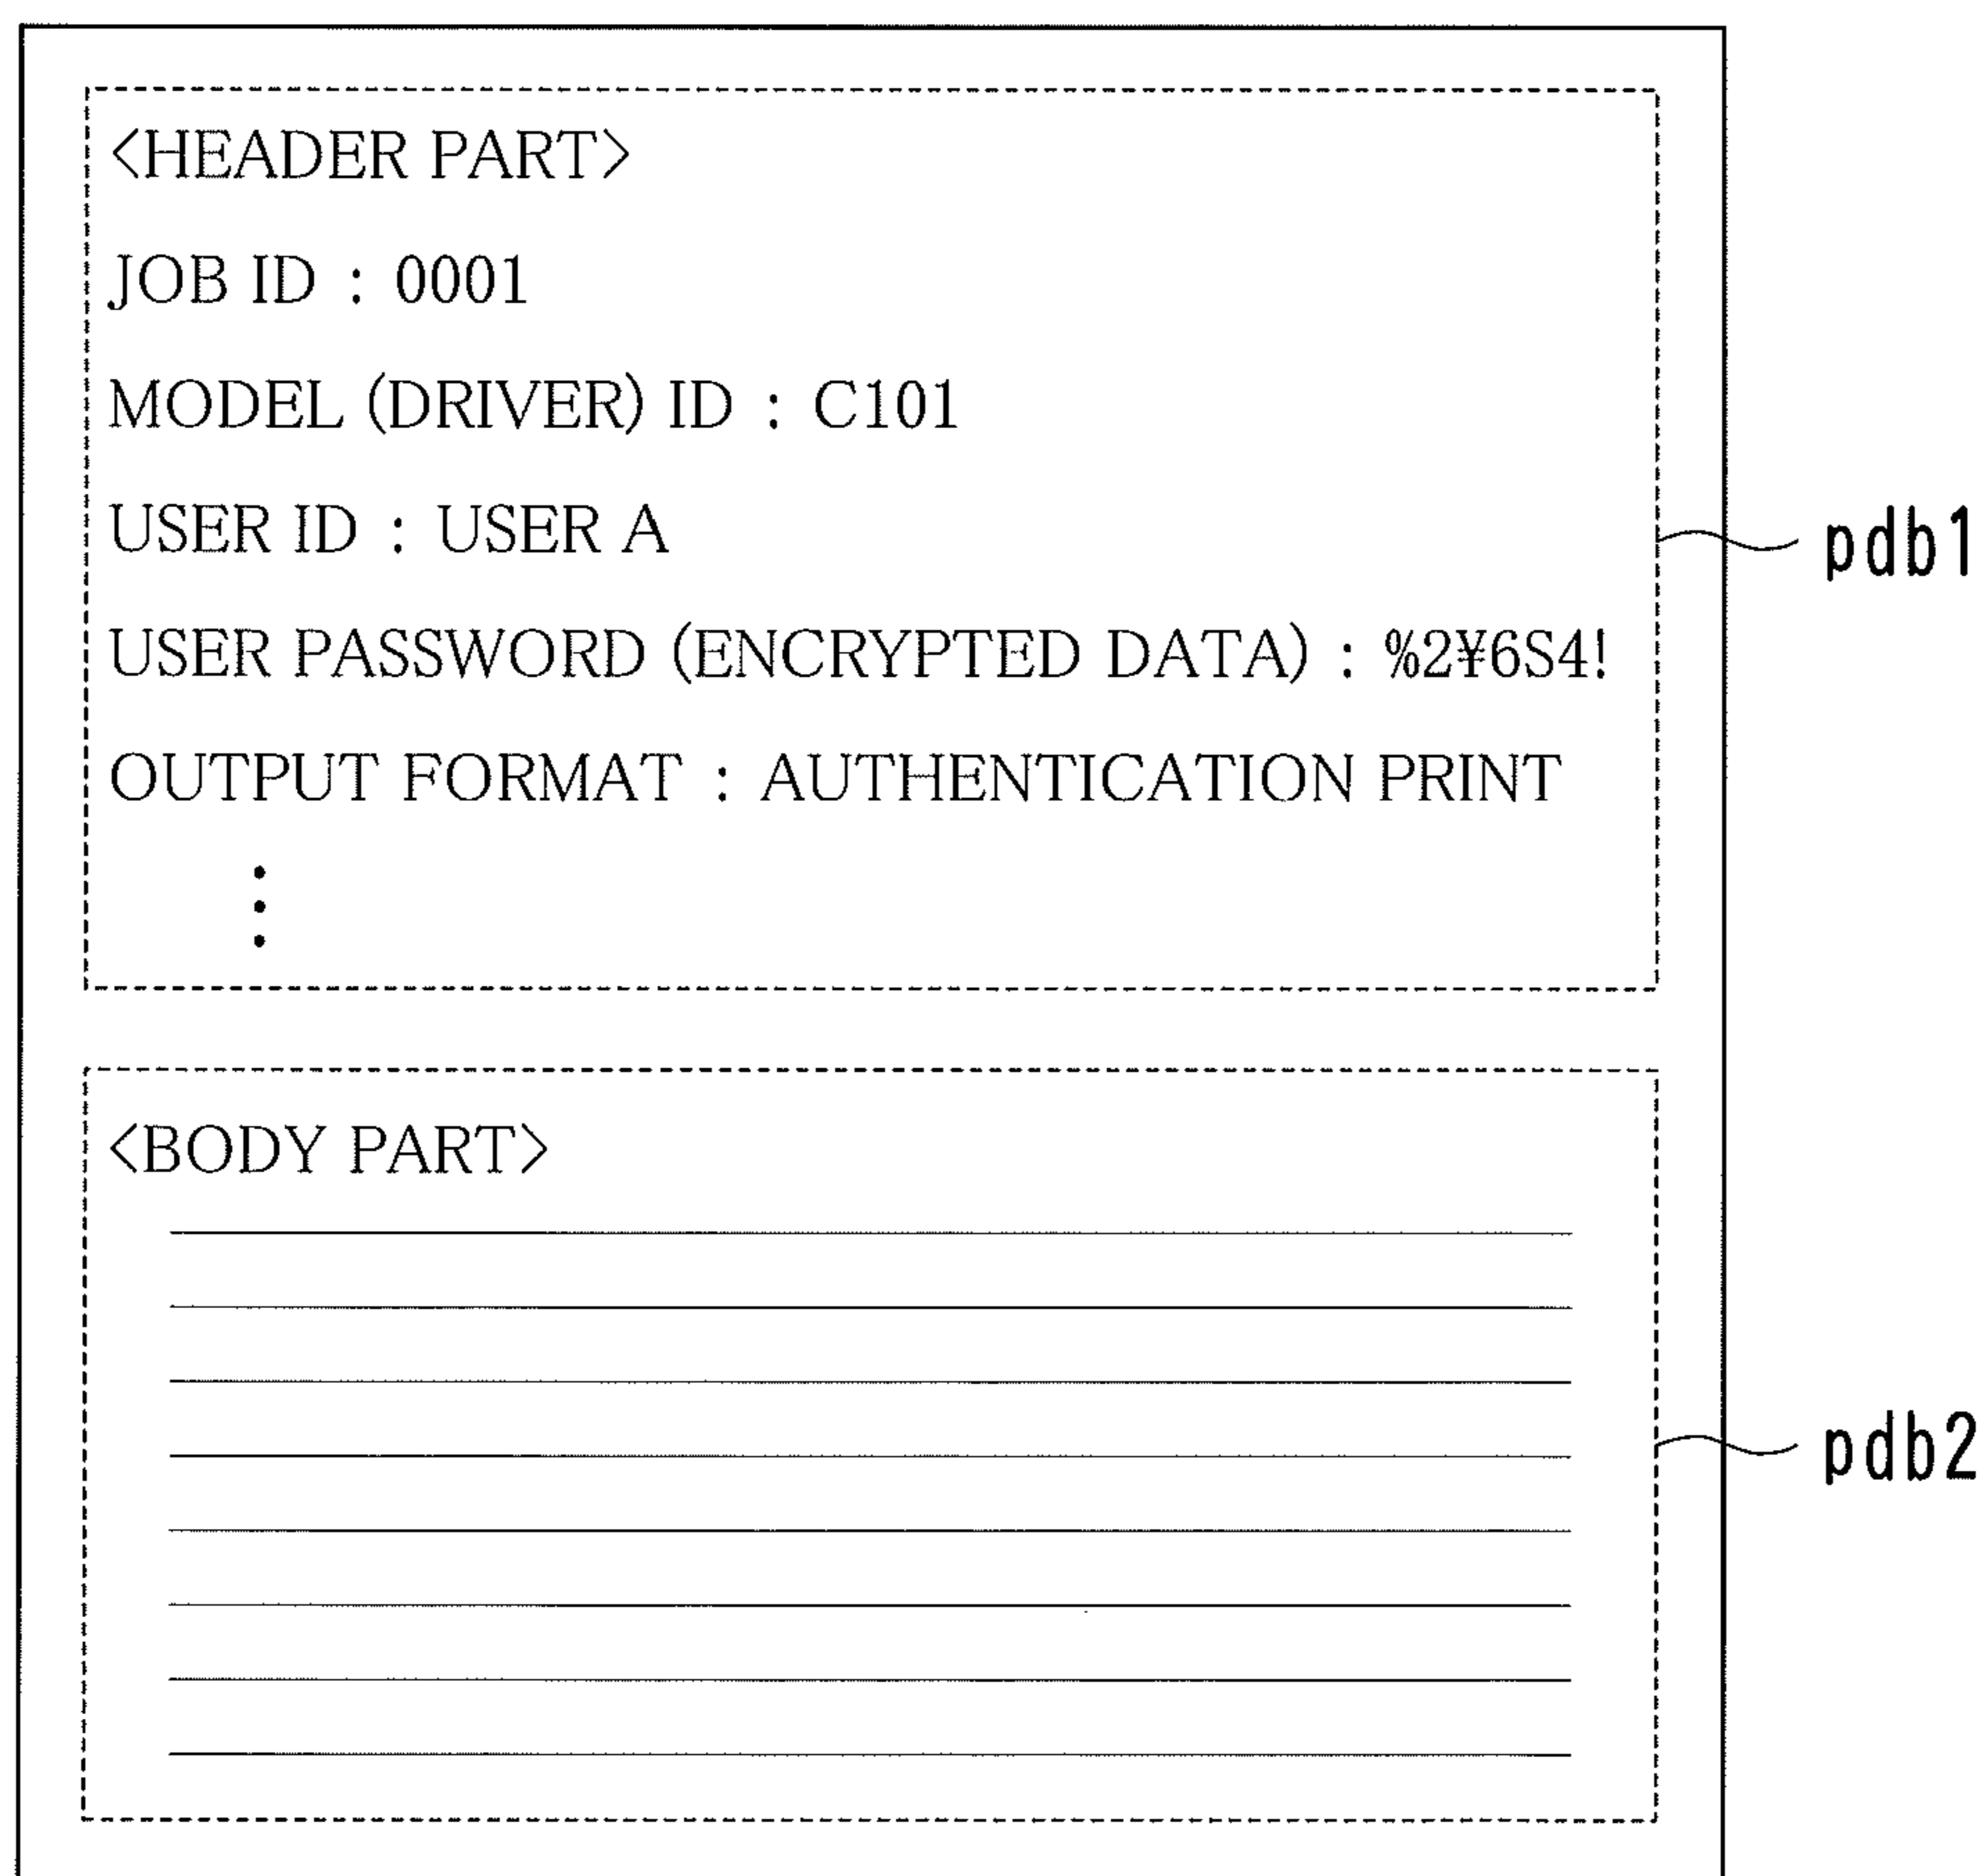 <HEADER PART>
JOB ID : 0001
MODEL (DRIVER) ID : C101
USER ID : USER A
pdb1
USER PASSWORD (ENCRYPTED DATA) : %2¥6S4!
OUTPUT FORMAT : AUTHENTICATION PRINT
<BODY PART>
pdb2